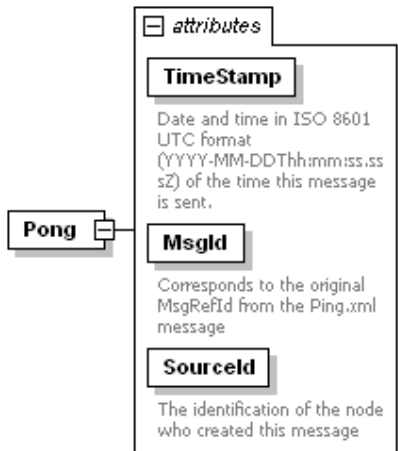 attributes
TimeStamp
Date and time in ISO 8601
UTC format
(YYYY-MM-DDThh:mm:ss.ss
sZ) of the time this message
is sent.
Pong
MsgId
Corresponds to the original
MsgRefId from the Ping.xml
message
SourceId
The identification of the node
who created this message